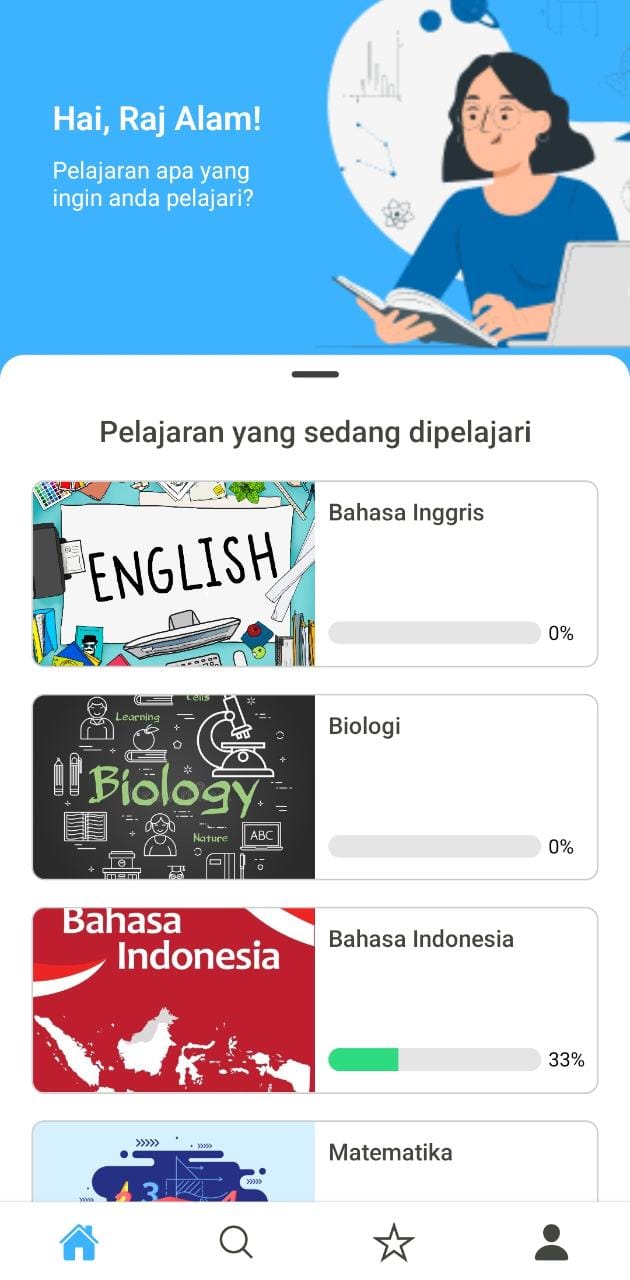 Hai, Raj Alam!
Pelajaran apa yang
ingin anda pelajari?
Pelajaran yang sedang dipelajari
ENGLISH
Bahasa Inggris
0%
Cells
Learning
Biology
Nature
ABC
Biologi
0%
Bahasa
Indonesia
Bahasa Indonesia
33%
3
Matematika